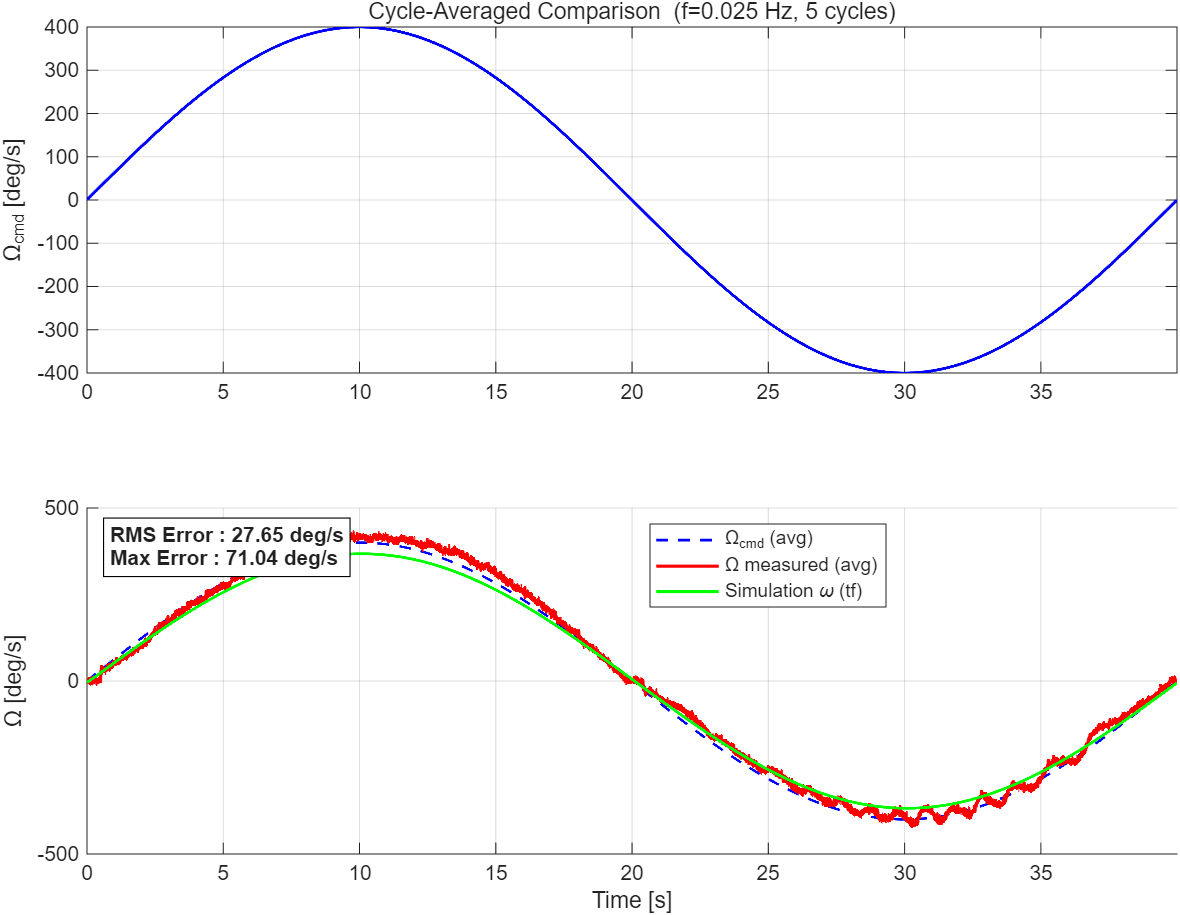 Cycle-Averaged Comparison (f=0.025 Hz, 5 cycles)
400
300
200
100
0
-100
-200
-300
-400
Ωcmd [deg/s]
0 5 10 15 20 25 30 35
500
0
-500
Ω [deg/s]
RMS Error : 27.65 deg/s
Max Error : 71.04 deg/s
Ωcmd (avg)
Ω measured (avg)
Simulation ω (tf)
0 5 10 15 20 25 30 35
Time [s]